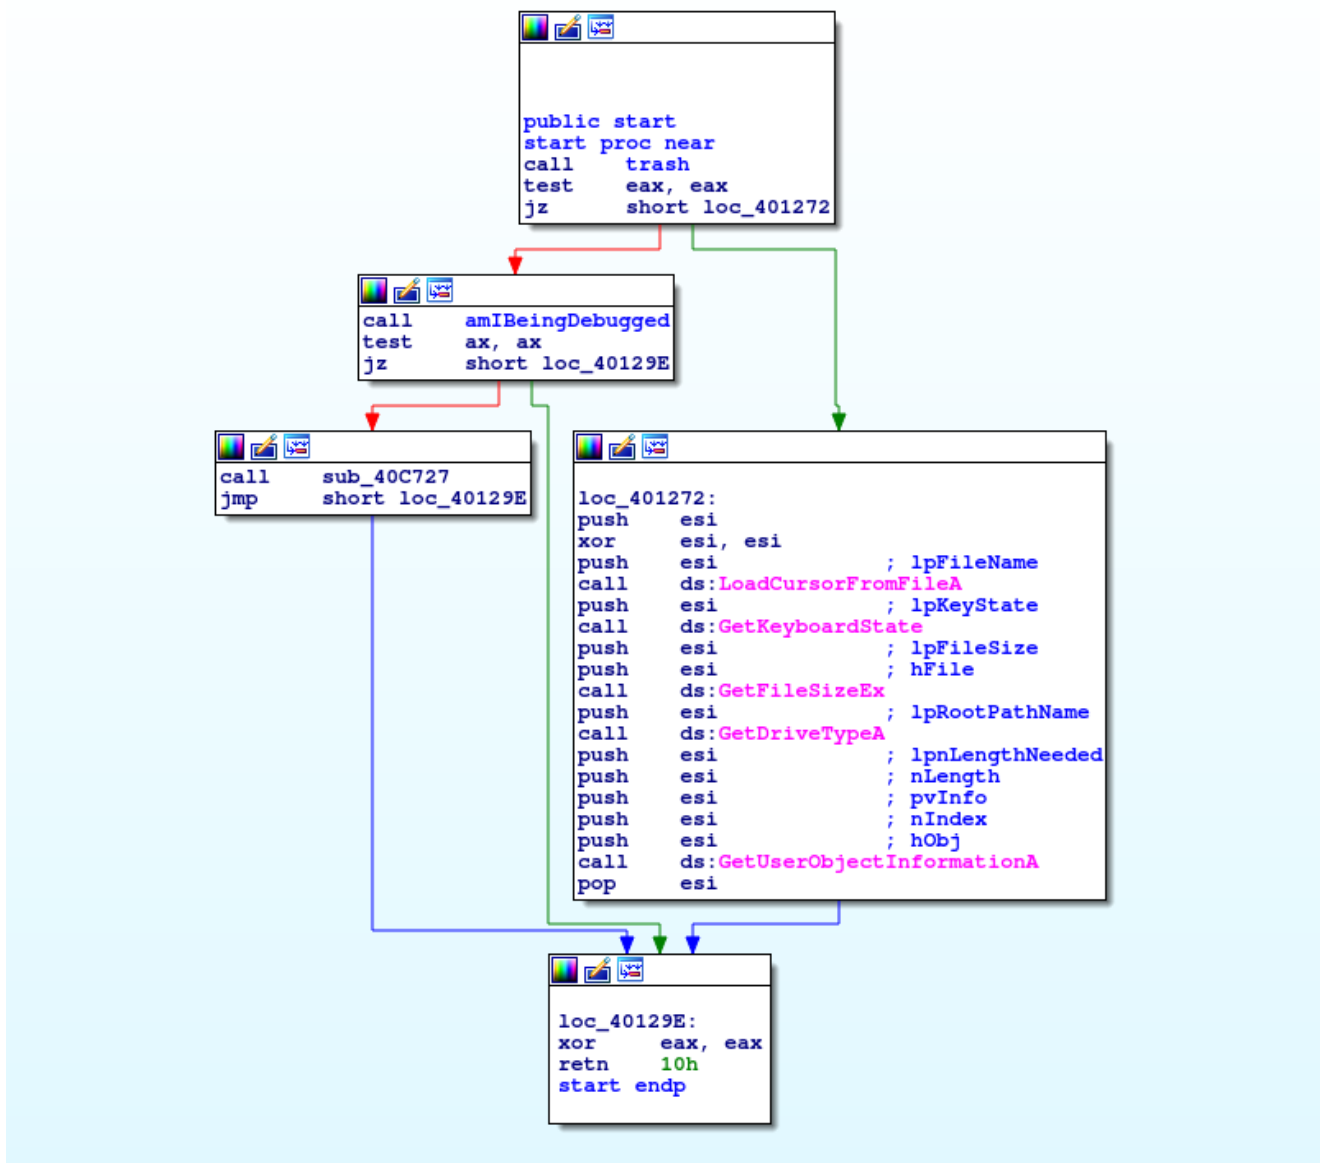 public start
start proc near
call trash
test eax, eax
jz short loc_401272
call amIBeingDebugged
test ax, ax
jz short loc_40129E
call sub_40C727
jmp short loc_40129E
loc_401272:
push esi
xor esi, esi
push esi ; lpFileName
call ds:LoadCursorFromFileA
push esi ; lpKeyState
call ds:GetKeyboardState
push esi ; lpFileSize
push esi ; hFile
call ds:GetFileSizeEx
push esi ; lpRootPathName
call ds:GetDriveTypeA
push esi ; lpnLengthNeeded
push esi ; nLength
push esi ; pvInfo
push esi ; nIndex
push esi ; hObj
call ds:GetUserObjectInformationA
pop esi
loc_40129E:
xor eax, eax
retn 10h
start endp